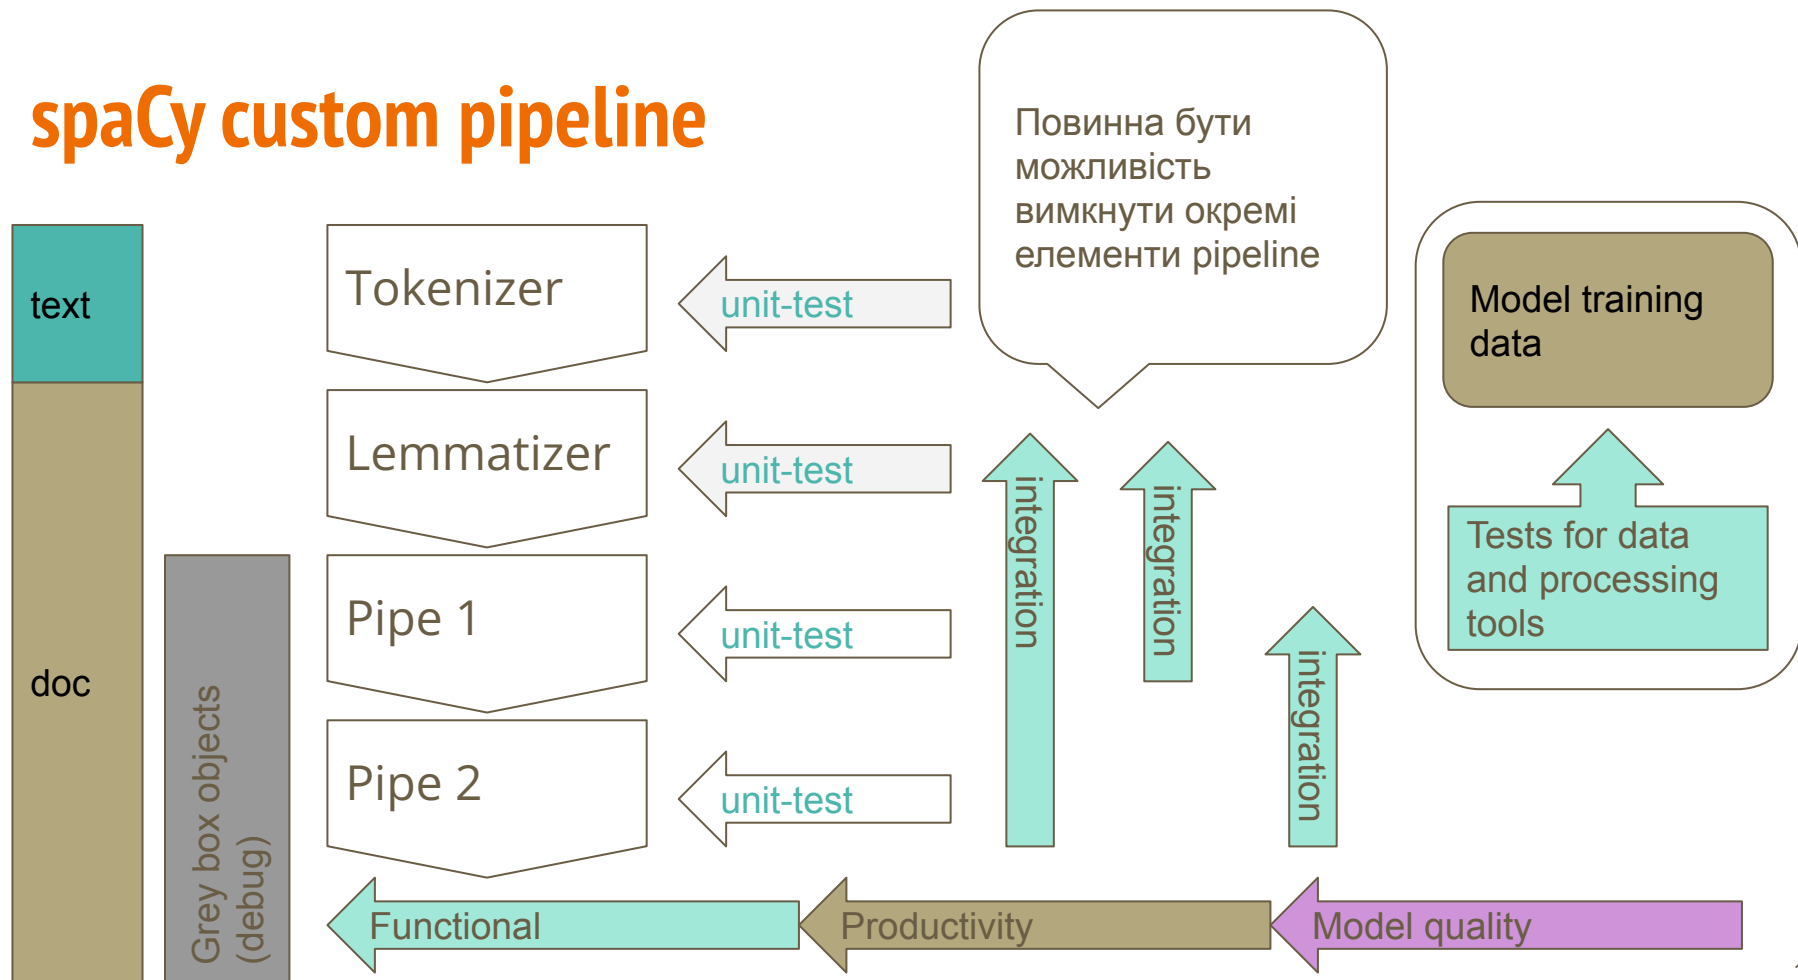 spaCy custom pipeline
Повинна бути
можливість
вимкнути окремі
елементи pipeline
text
doc
Grey box objects
(debug)
Tokenizer
unit-test
Lemmatizer
unit-test
Pipe 1
unit-test
Pipe 2
unit-test
integration
integration
integration
Model training
data
Tests for data
and processing
tools
Functional
Productivity
Model quality